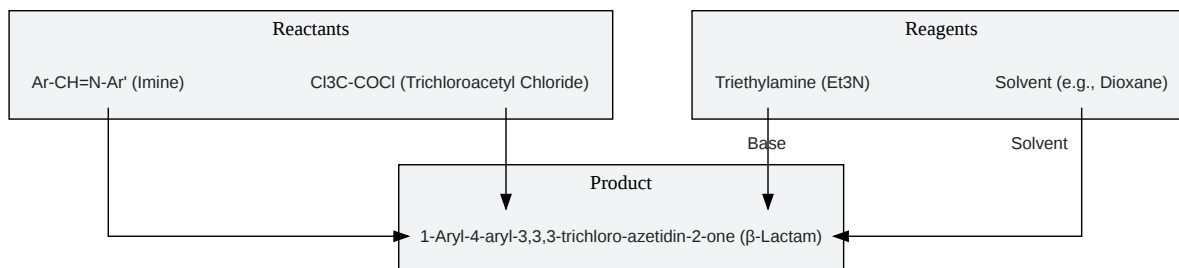 Reactants
Reagents
Ar-CH=N-Ar' (Imine)
Cl3C-COCl (Trichloroacetyl Chloride)
Triethylamine (Et3N)
Solvent (e.g., Dioxane)
Base
Solvent
Product
1-Aryl-4-aryl-3,3,3-trichloro-azetidin-2-one (β-Lactam)